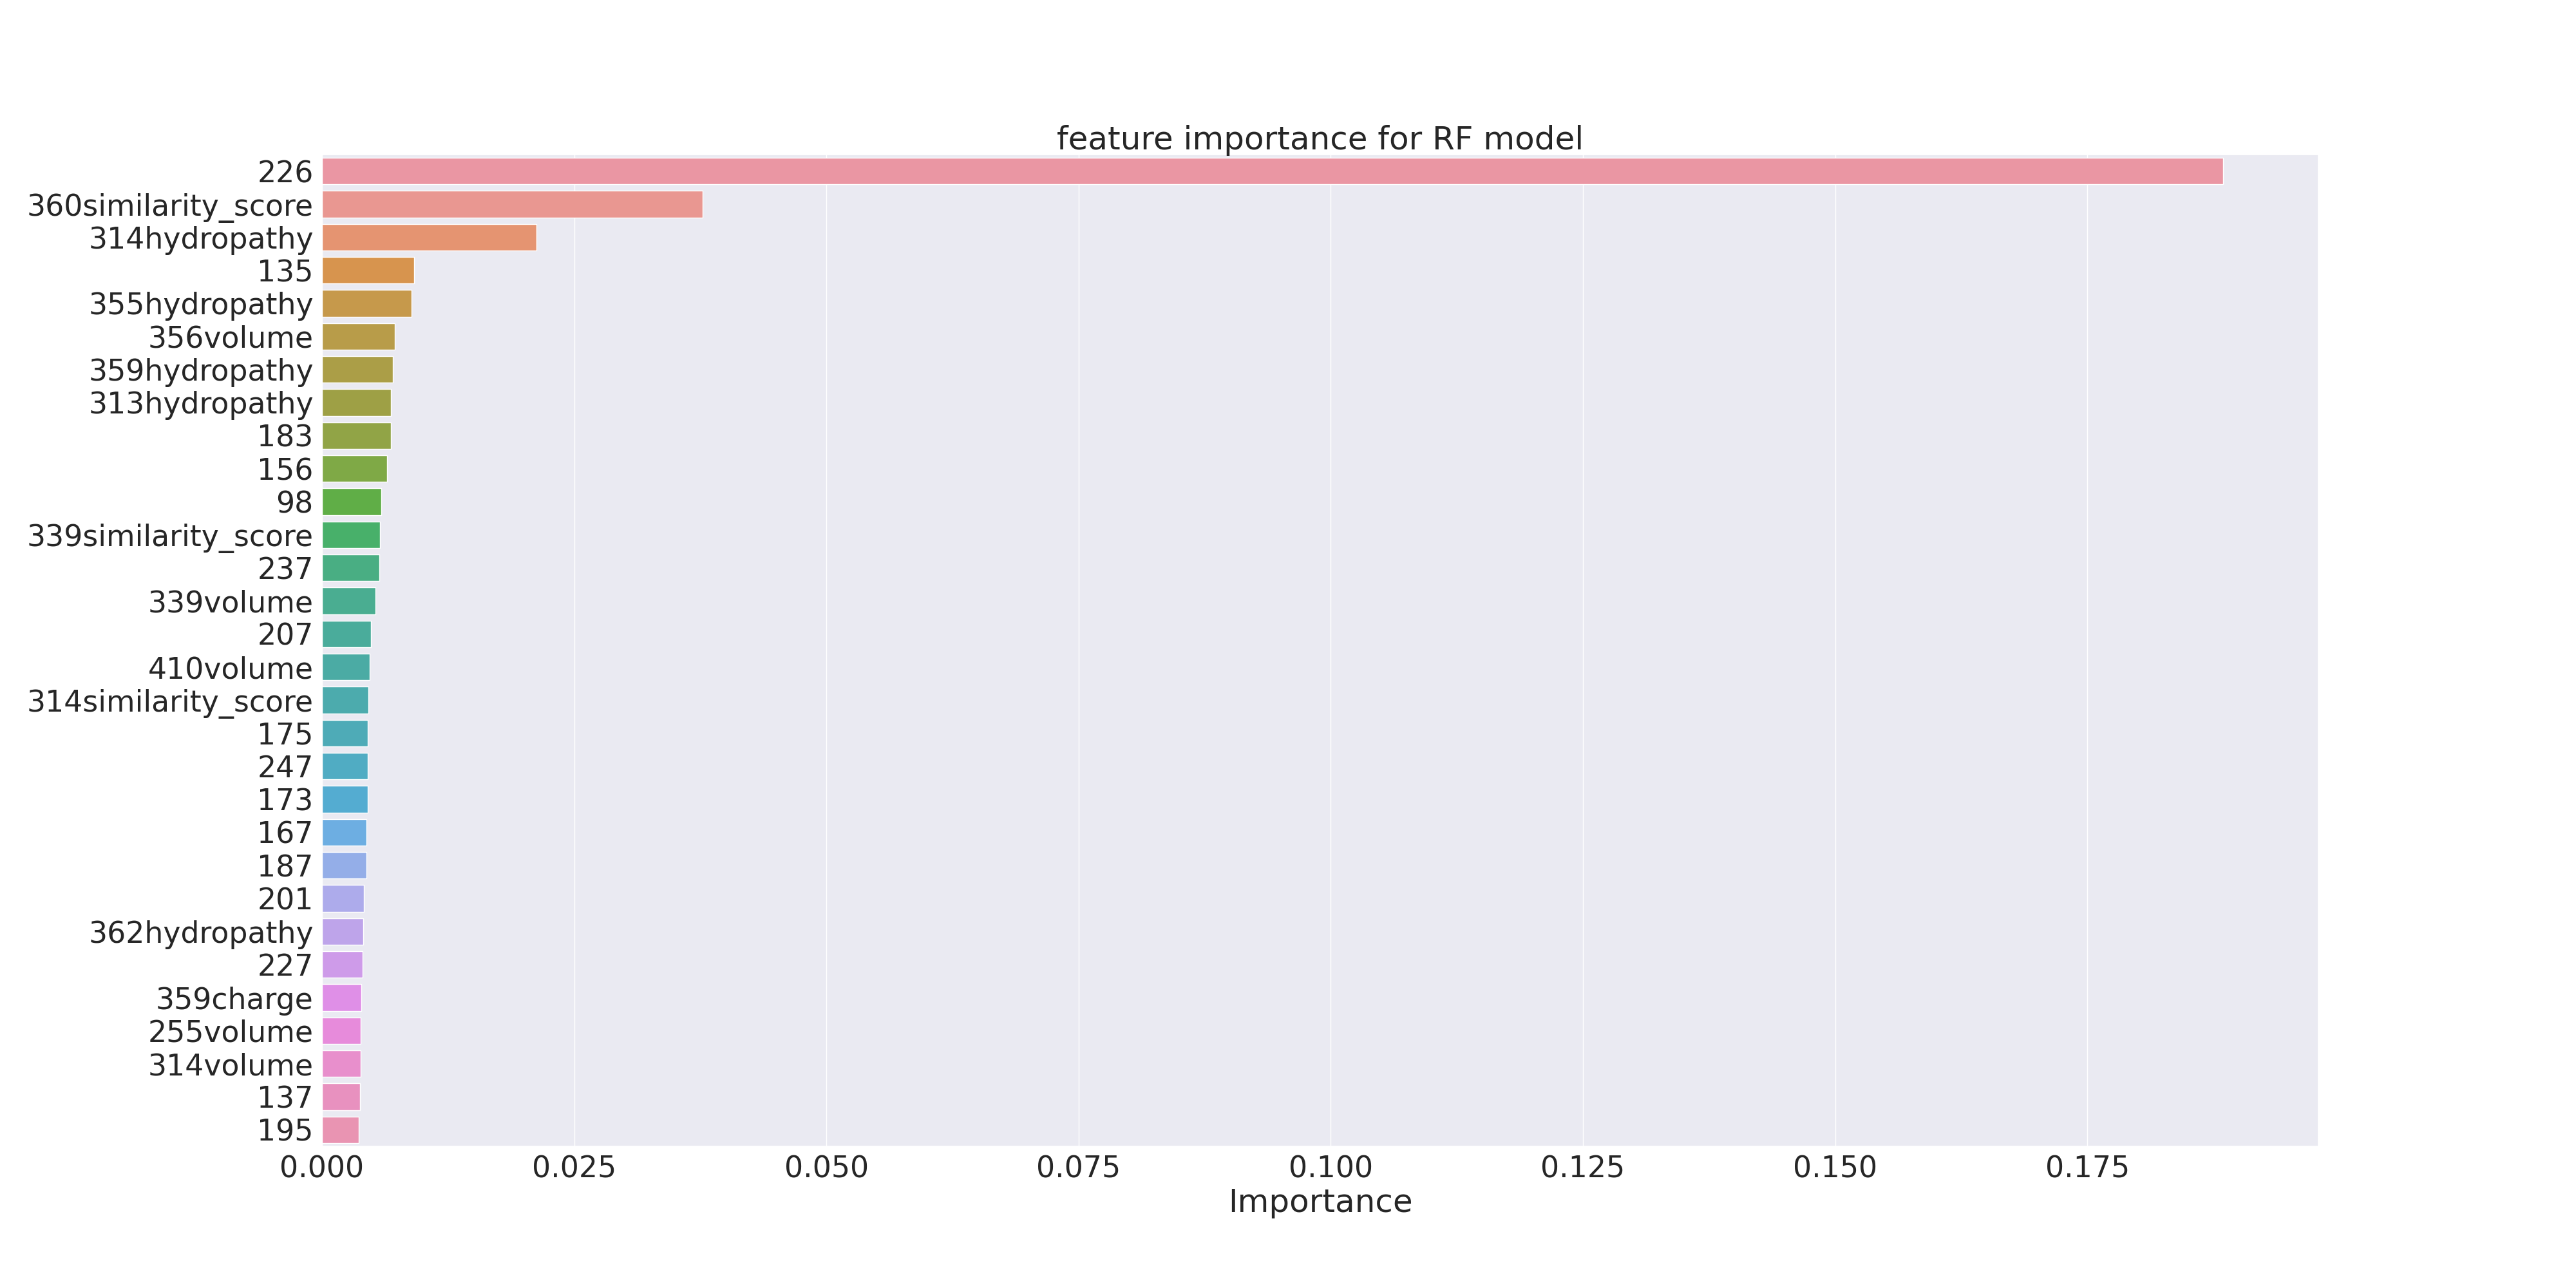 feature importance for RF model
226
360similarity_score
314hydropathy
135
355hydropathy
356volume
359hydropathy
313hydropathy
183
156
98
339similarity_score
237
339volume
207
410volume
314similarity_score
175
247
173
167
187
201
362hydropathy
227
359charge
255volume
314volume
137
195
0.000 0.025 0.050 0.075 0.100 0.125 0.150 0.175
Importance